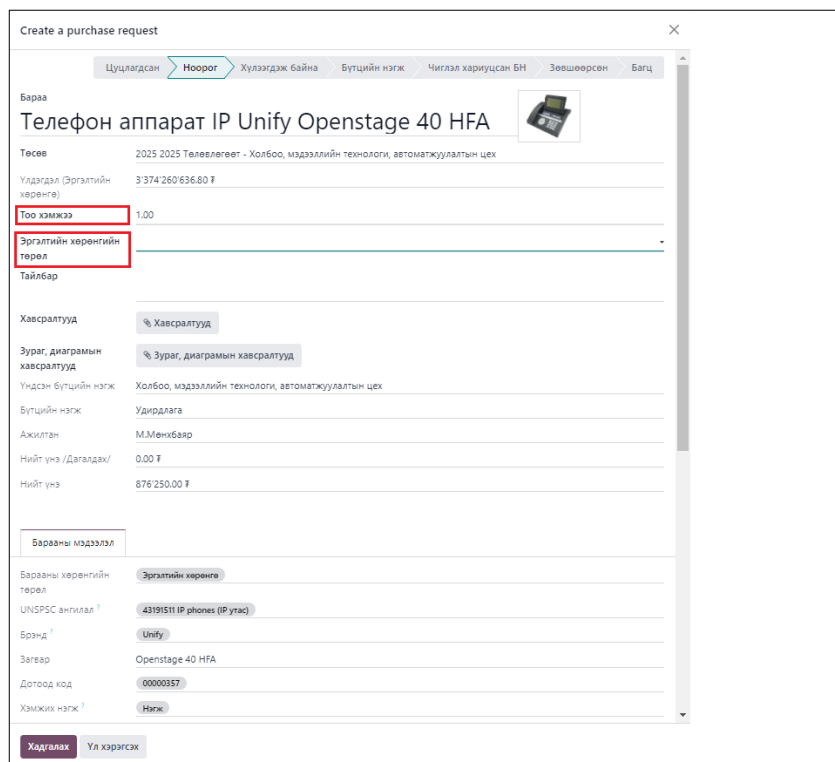 Create a purchase request
Цуцлагдсан Ноорог Хүлээгдэж байна Бүтцийн нэгж Чиглэл хариуцсан БН Зөвшөөрсөн Багц
Бараа
Телефон аппарат IP Unify Openstage 40 HFA
Төсөв 2025 2025 Төлөвлөгөөт - Холбоо, мэдээллийн технологи, автоматжуулалтын цех
Үлдэгдэл (Эргэлтийн хөрөнгө) 3'374'260'636.80 ₮
Тоо хэмжээ 1.00
Эргэлтийн хөрөнгийн төрөл
Тайлбар
Хавсралтууд Хавсралтууд
Зураг, диаграмын хавсралтууд Зураг, диаграмын хавсралтууд
Үндсэн бүтцийн нэгж Холбоо, мэдээллийн технологи, автоматжуулалтын цех
Бүтцийн нэгж Удирдлага
Ажилтан М.Мөнхбаяр
Нийт үнэ /Дагалдах/ 0.00 ₮
Нийт үнэ 876'250.00 ₮
Барааны мэдээлэл
Барааны хөрөнгийн төрөл Эргэлтийн хөрөнгө
UNSPSC ангилал ? 43191511 IP phones (IP утас)
Брэнд ? Unify
Загвар Openstage 40 HFA
Дотоод код 00000357
Хэмжих нэгж ? Нэгж
Хадгалах Үл хэрэгсэх